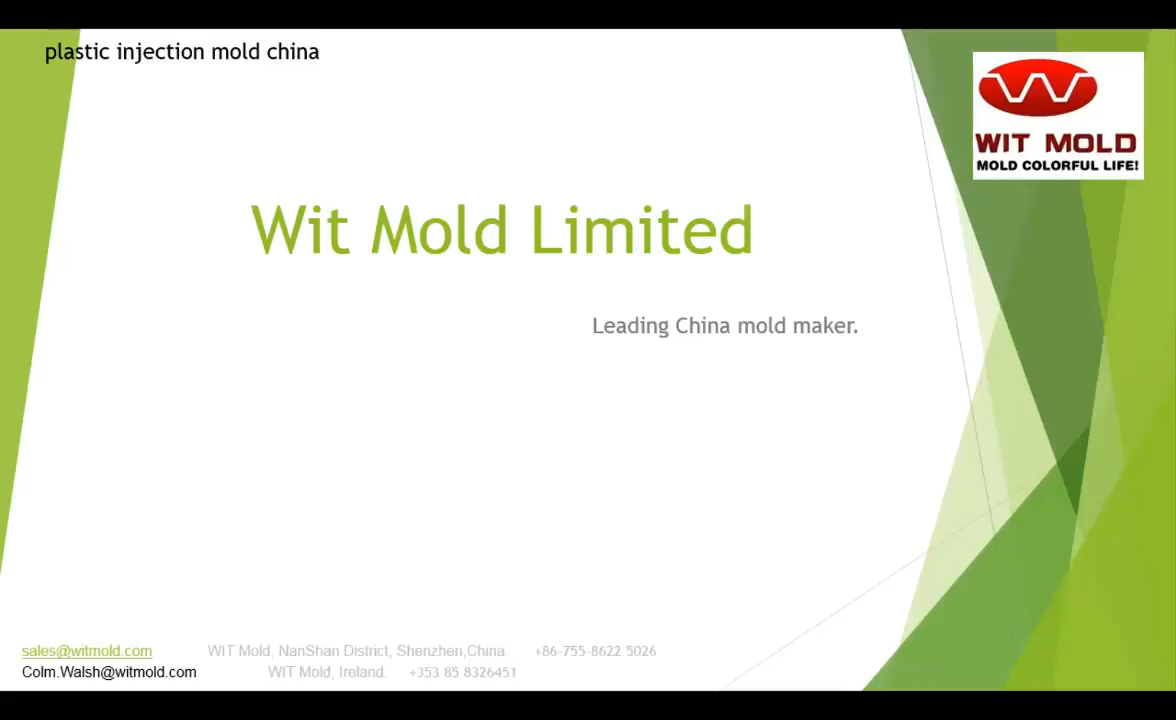 plastic injection mold china
WIT MOLD
MOLD COLORFUL LIFE!
Wit Mold Limited
Leading China mold maker.
sales@witmold.com WIT Mold, NanShan District, Shenzhen,China. +86-755-8622 5026
Colm.Walsh@witmold.com WIT Mold, Ireland. +353 85 8326451